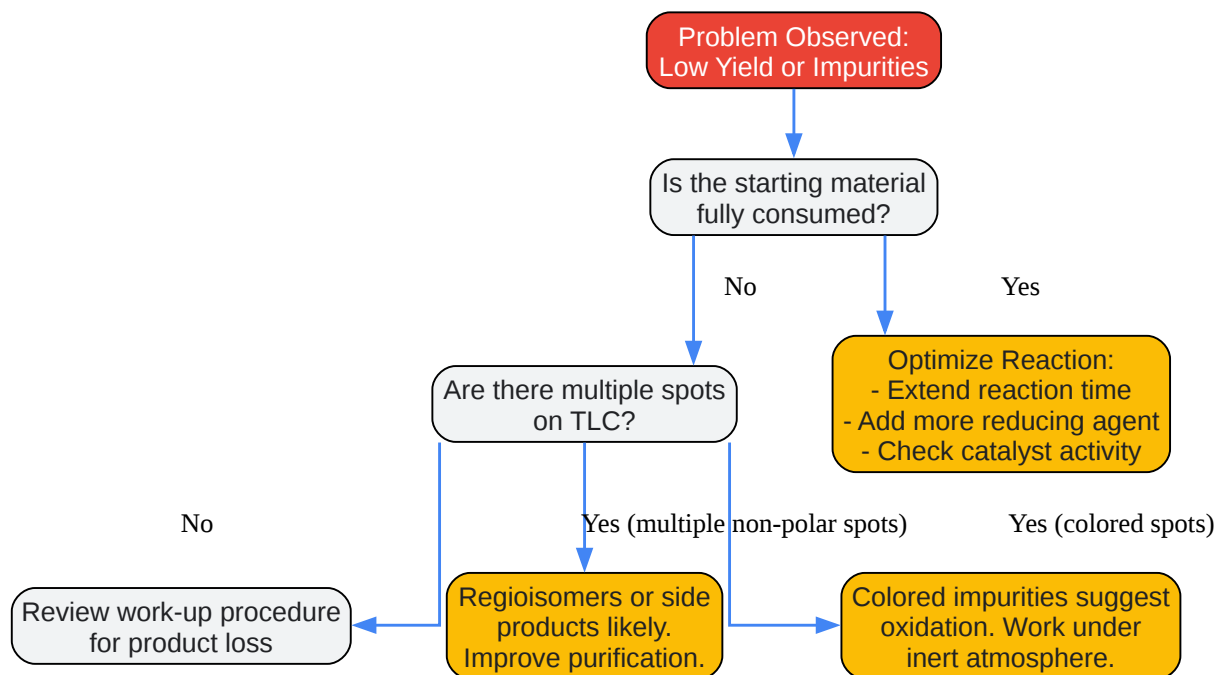 Problem Observed:
Low Yield or Impurities
Is the starting material
fully consumed?
No
Yes
Optimize Reaction:
- Extend reaction time
- Add more reducing agent
- Check catalyst activity
Are there multiple spots
on TLC?
No
Yes (multiple non-polar spots)
Yes (colored spots)
Review work-up procedure
for product loss
Regioisomers or side
products likely.
Improve purification.
Colored impurities suggest
oxidation. Work under
inert atmosphere.